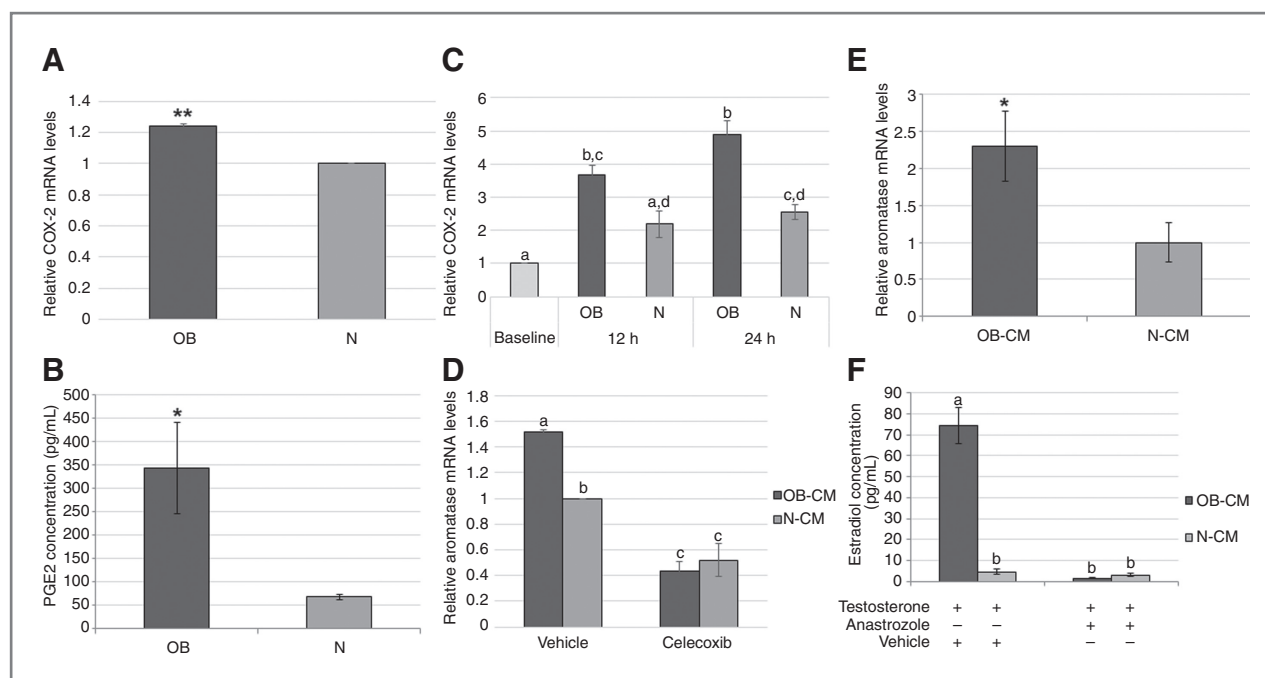 A
Relative COX-2 mRNA levels
1.4
1.2
1
0.8
0.6
0.4
0.2
0
**
OB
N
B
PGE2 concentration (pg/mL)
500
450
400
350
300
250
200
150
100
50
0
*
OB
N
C
Relative COX-2 mRNA levels
6
5
4
3
2
1
0
a
b,c
a,d
b
c,d
OB N OB N
Baseline 12 h 24 h
D
Relative aromatase mRNA levels
1.8
1.6
1.4
1.2
1
0.8
0.6
0.4
0.2
0
a
b
c
c
Vehicle Celecoxib
OB-CM
N-CM
E
Relative aromatase mRNA levels
3
2.5
2
1.5
1
0.5
0
*
OB-CM N-CM
F
Estradiol concentration
(pg/mL)
90
80
70
60
50
40
30
20
10
0
a
b
b
b
OB-CM
N-CM
Testosterone + + + +
Anastrozole – – + +
Vehicle + + – –